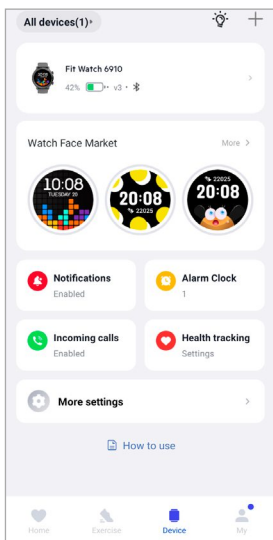 All devices(1)
Fit Watch 6910
42% v3
Watch Face Market
More >
10:08
TUESDAY 20
20:08
22025
22025
20:08
Notifications
Enabled
Alarm Clock
1
Incoming calls
Enabled
Health tracking
Settings
More settings
How to use
Home
Exercise
Device
My